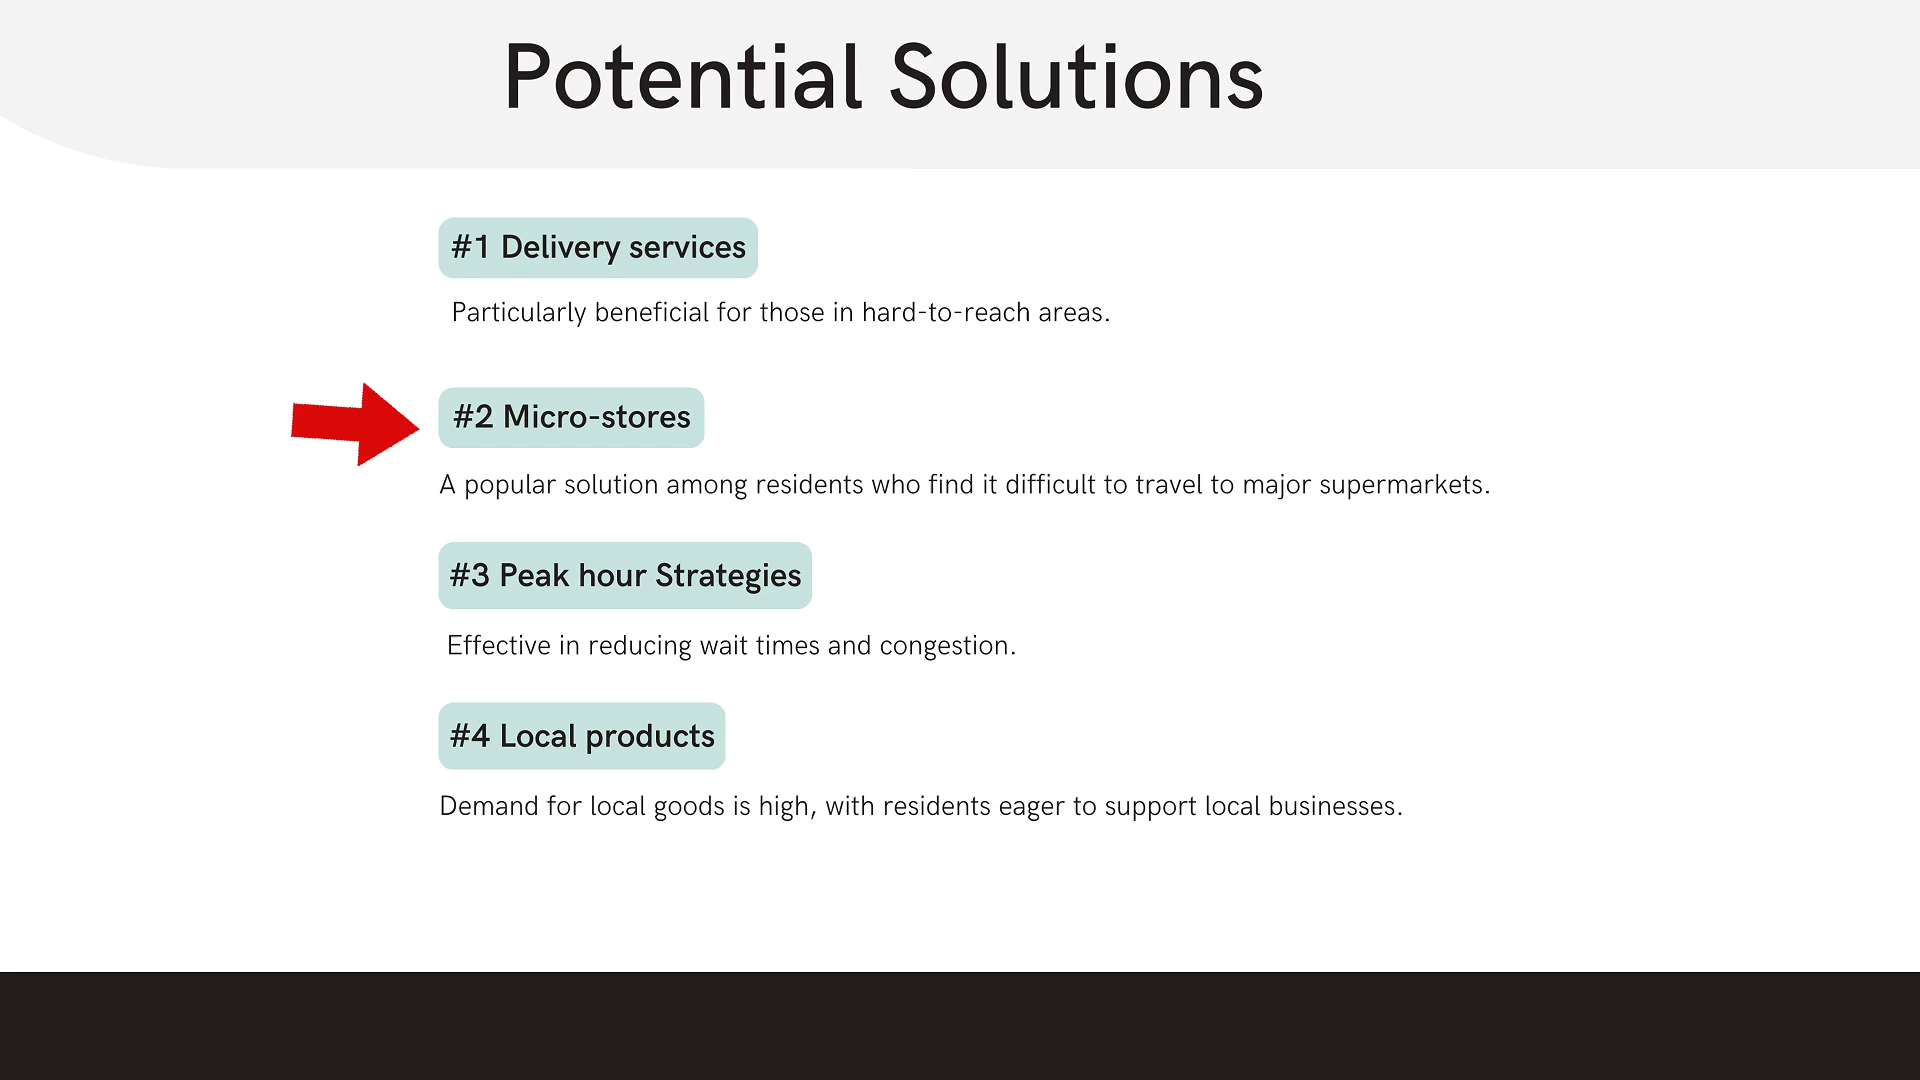 Potential Solutions
#1 Delivery services
Particularly beneficial for those in hard-to-reach areas.
#2 Micro-stores
A popular solution among residents who find it difficult to travel to major supermarkets.
#3 Peak hour Strategies
Effective in reducing wait times and congestion.
#4 Local products
Demand for local goods is high, with residents eager to support local businesses.